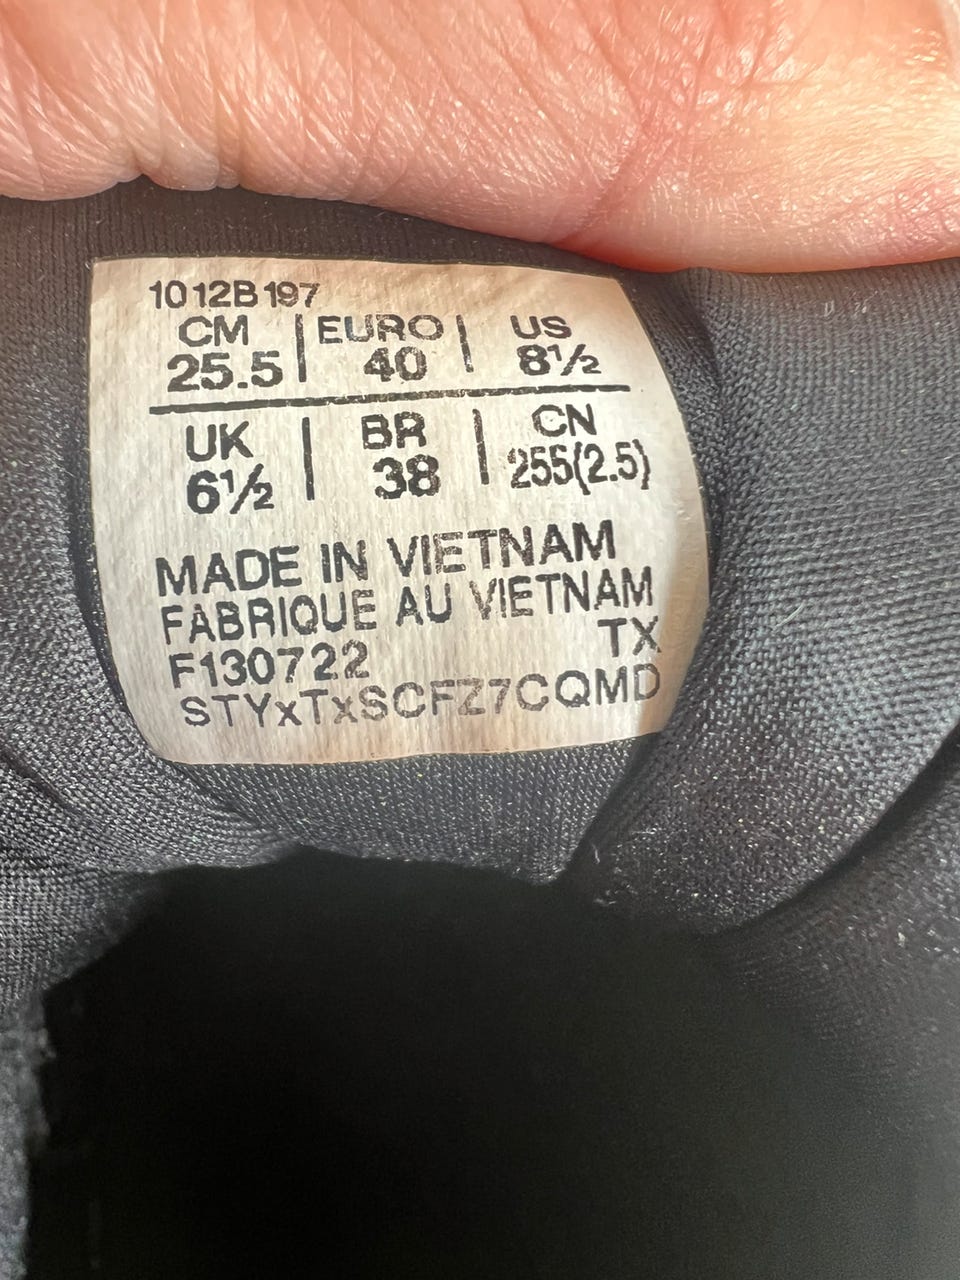 1012B197
CM | EURO | US
25.5 | 40 | 8½
UK | BR | CN
6½ | 38 | 255(2.5)
MADE IN VIETNAM
FABRIQUE AU VIETNAM
TX
F130722
STYxTxSCFZ7CQMD